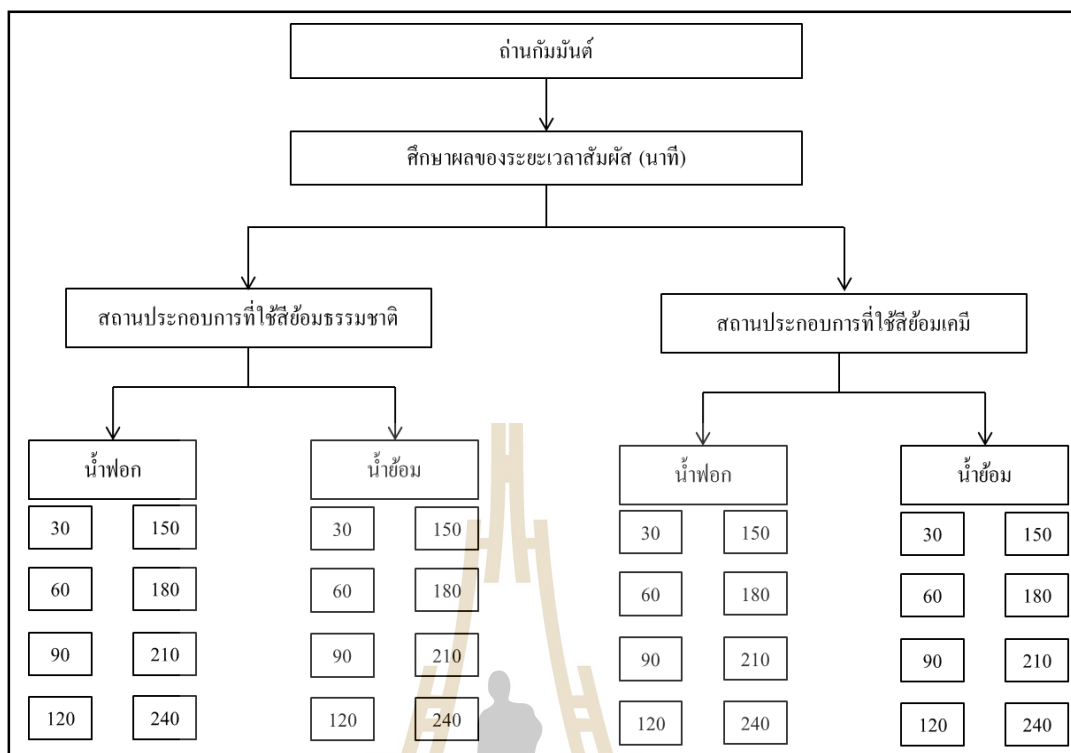 ถ่านกัมมันต์
ศึกษาผลของระยะเวลาสัมผัส (นาที)
สถานประกอบการที่ใช้สีย้อมธรรมชาติ
สถานประกอบการที่ใช้สีย้อมเคมี
น้ำฟอก
น้ำย้อม
น้ำฟอก
น้ำย้อม
30 150 30 150 30 150 30 150
60 180 60 180 60 180 60 180
90 210 90 210 90 210 90 210
120 240 120 240 120 240 120 240